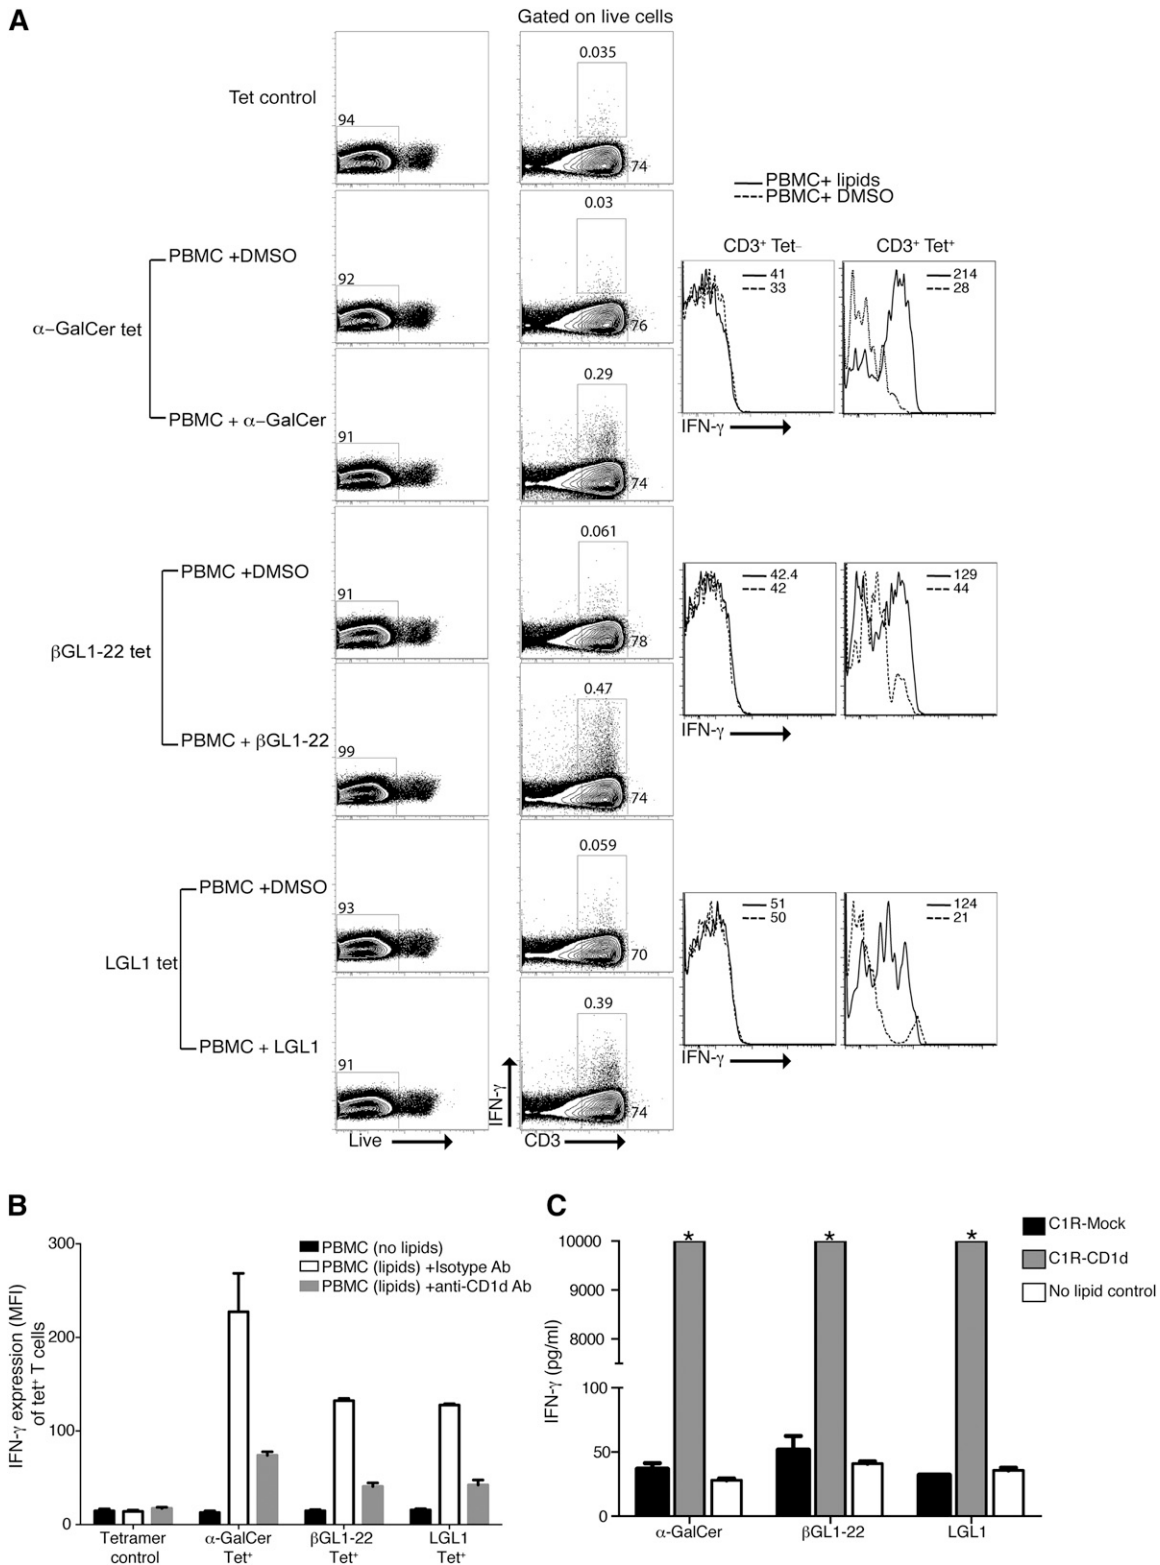 A
Gated on live cells
Tet control
94
0.035
74
PBMC+ lipids
PBMC+ DMSO
α–GalCer tet
PBMC +DMSO
92
0.03
76
CD3+ Tet–
41
33
CD3+ Tet+
214
28
PBMC + α–GalCer
91
0.29
74
IFN-γ
βGL1-22 tet
PBMC +DMSO
91
0.061
78
42.4
42
129
44
PBMC + βGL1-22
99
0.47
74
IFN-γ
LGL1 tet
PBMC +DMSO
93
0.059
70
51
50
124
21
PBMC + LGL1
91
0.39
74
IFN-γ
IFN-γ
Live
CD3
B
IFN-γ expression (MFI)
of tet+ T cells
300
200
100
0
PBMC (no lipids)
PBMC (lipids) +Isotype Ab
PBMC (lipids) +anti-CD1d Ab
Tetramer
control
α-GalCer
Tet+
βGL1-22
Tet+
LGL1
Tet+
C
IFN-γ (pg/ml)
10000
9000
8000
100
50
0
* * *
C1R-Mock
C1R-CD1d
No lipid control
α-GalCer
βGL1-22
LGL1